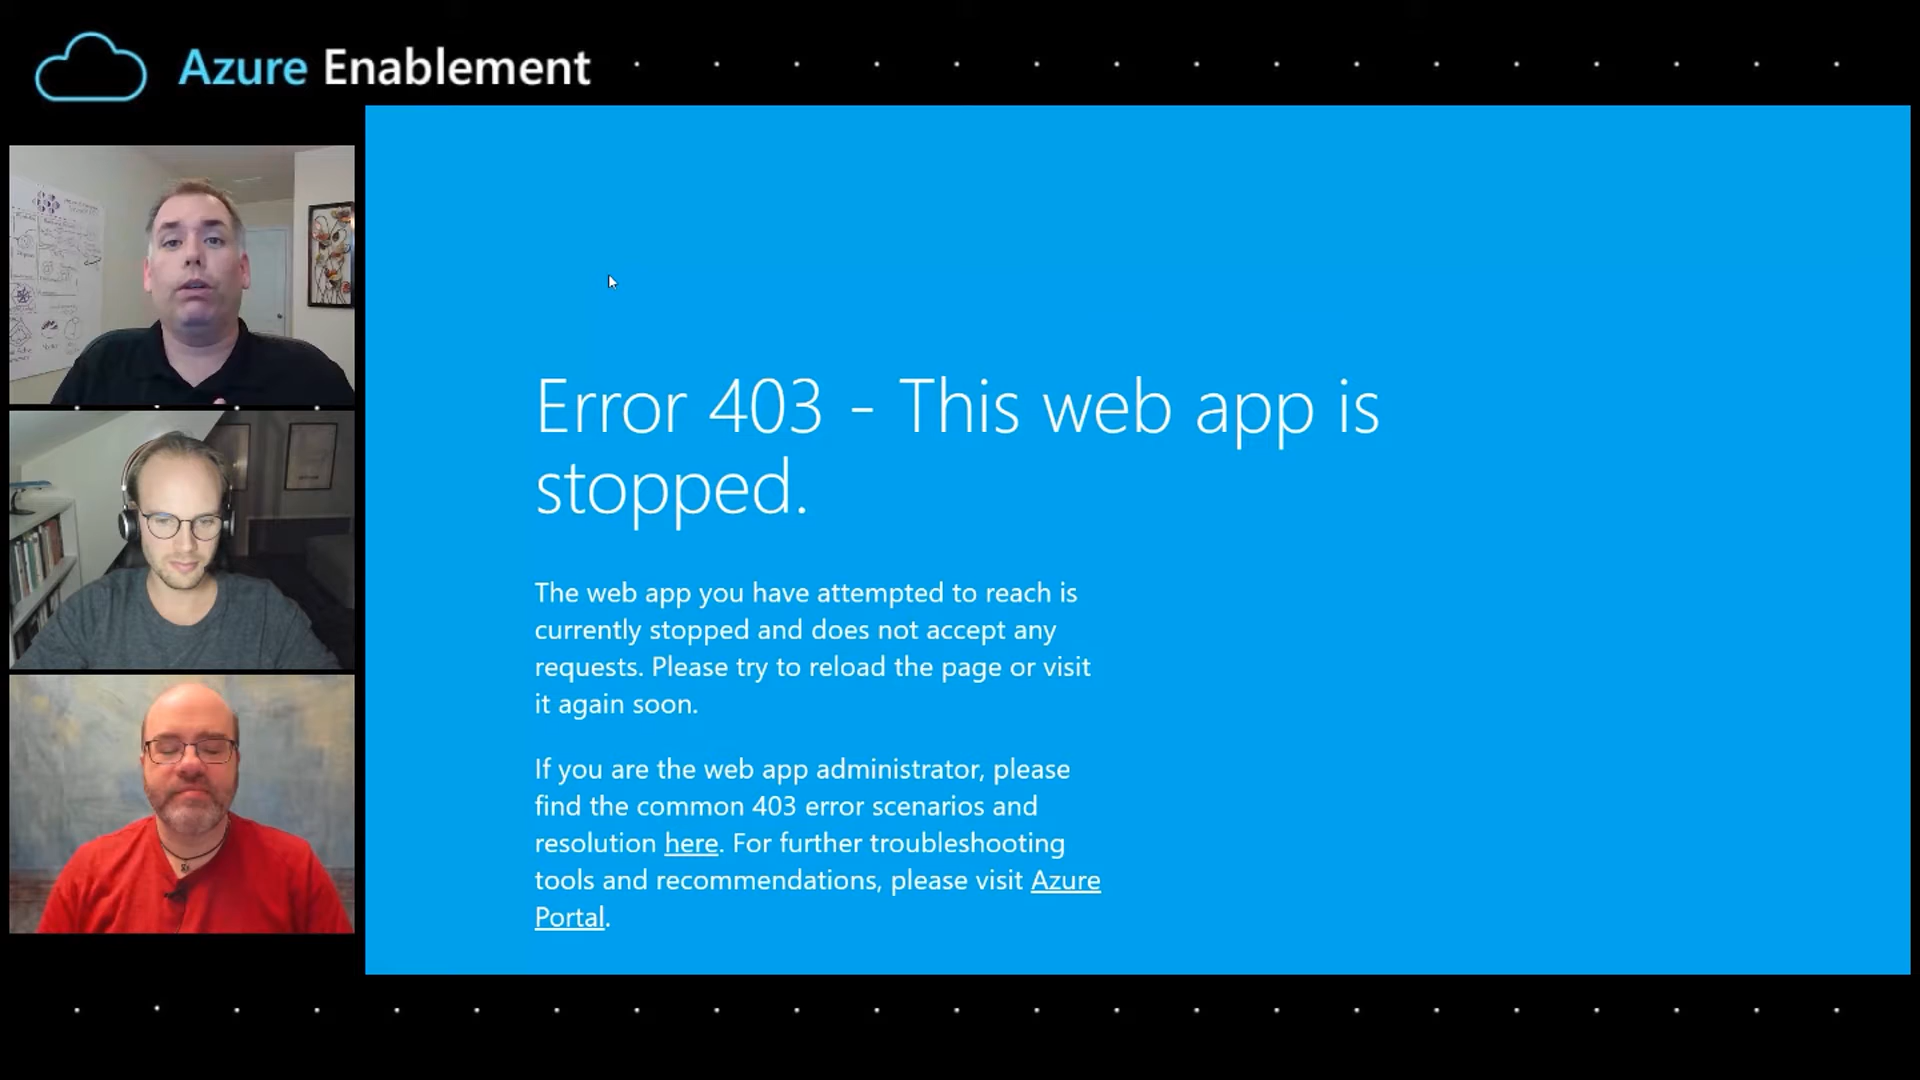 Azure Enablement
Error 403 - This web app is
stopped.
The web app you have attempted to reach is
currently stopped and does not accept any
requests. Please try to reload the page or visit
it again soon.
If you are the web app administrator, please
find the common 403 error scenarios and
resolution here. For further troubleshooting
tools and recommendations, please visit Azure
Portal.